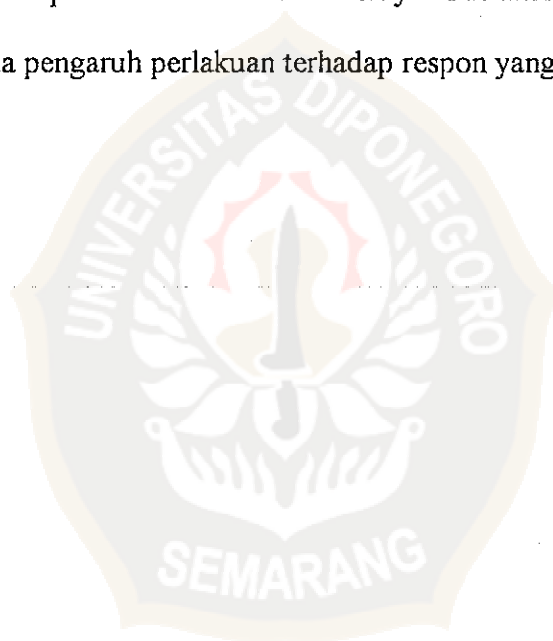 a pengaruh perlakuan terhadap respon yang
UNIVERSITAS DIPONEGORO
SEMARANG